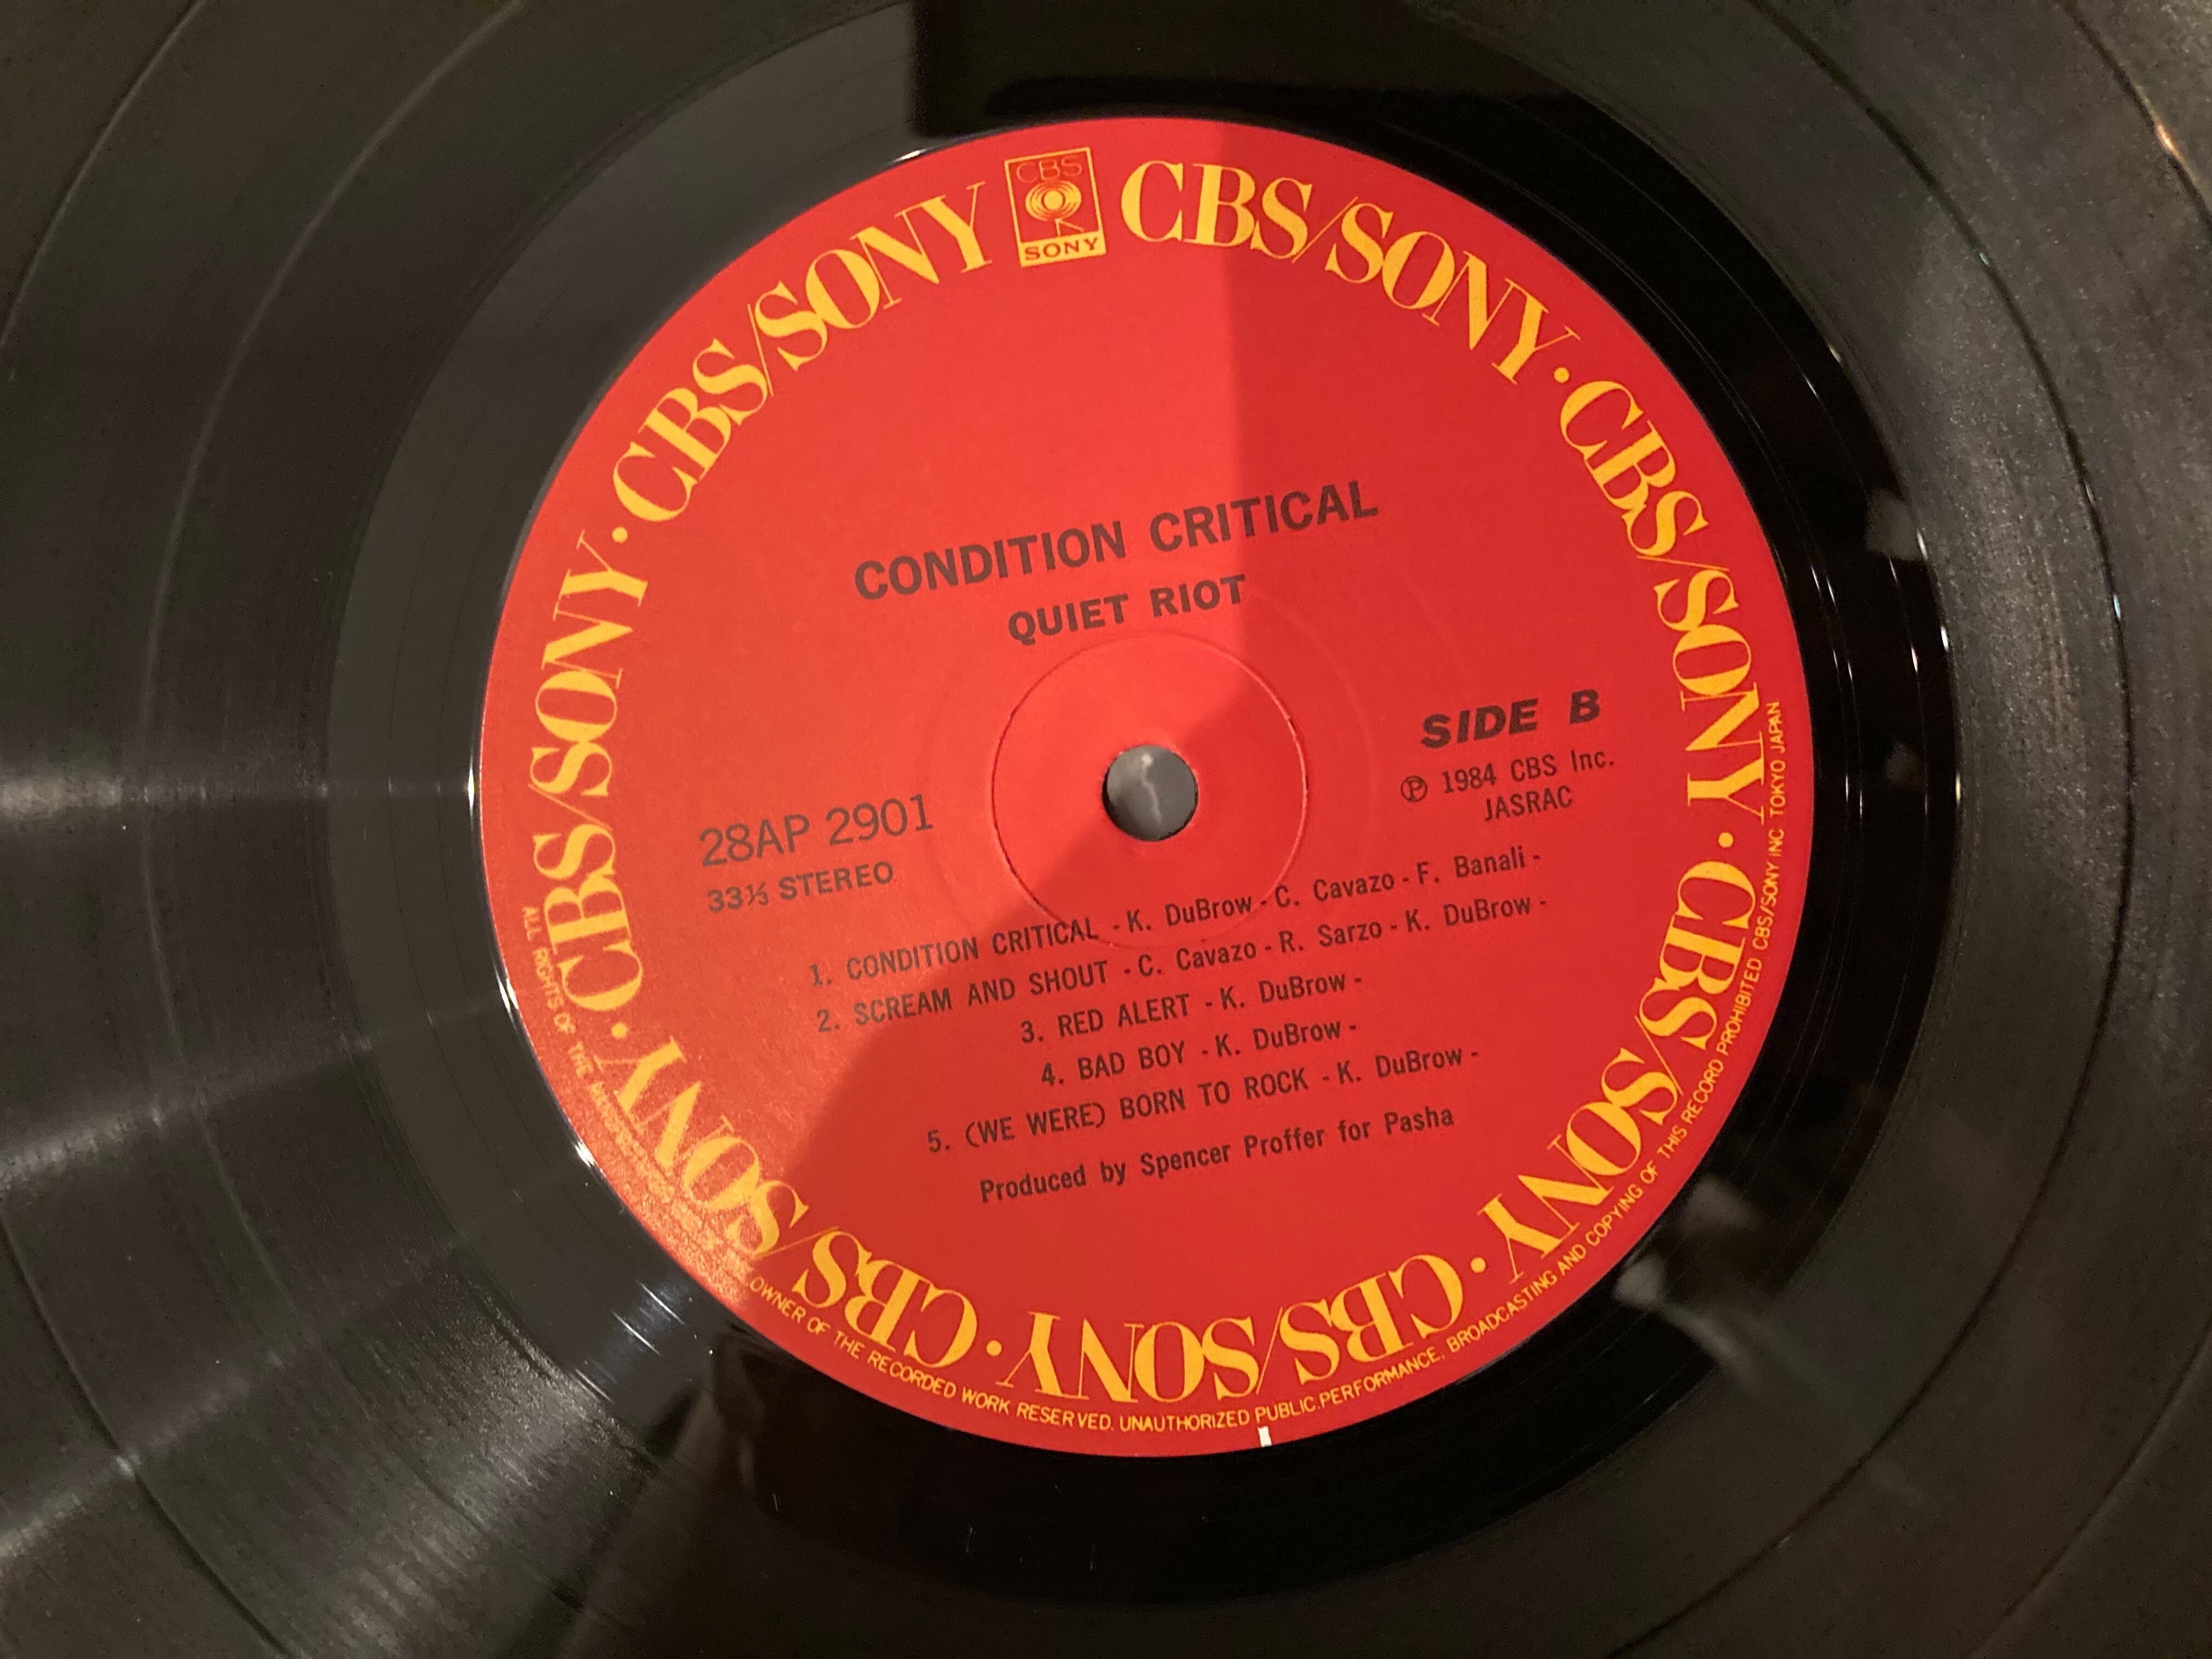 CBS
SONY
CBS/SONY · CBS/SONY · CBS/SONY · CBS/SONY · CBS/SONY · CBS/SONY · CBS/SONY
CONDITION CRITICAL
QUIET RIOT
SIDE B
Ⓟ 1984 CBS Inc.
JASRAC
28AP 2901
33⅓ STEREO
1. CONDITION CRITICAL - K. DuBrow - C. Cavazo - F. Banali -
2. SCREAM AND SHOUT - C. Cavazo - R. Sarzo - K. DuBrow -
3. RED ALERT - K. DuBrow -
4. BAD BOY - K. DuBrow -
5. (WE WERE) BORN TO ROCK - K. DuBrow -
Produced by Spencer Proffer for Pasha
ALL RIGHTS OF THE OWNER OF THE RECORDED WORK RESERVED. UNAUTHORIZED PUBLIC PERFORMANCE, BROADCASTING AND COPYING OF THIS RECORD PROHIBITED CBS/SONY INC TOKYO JAPAN